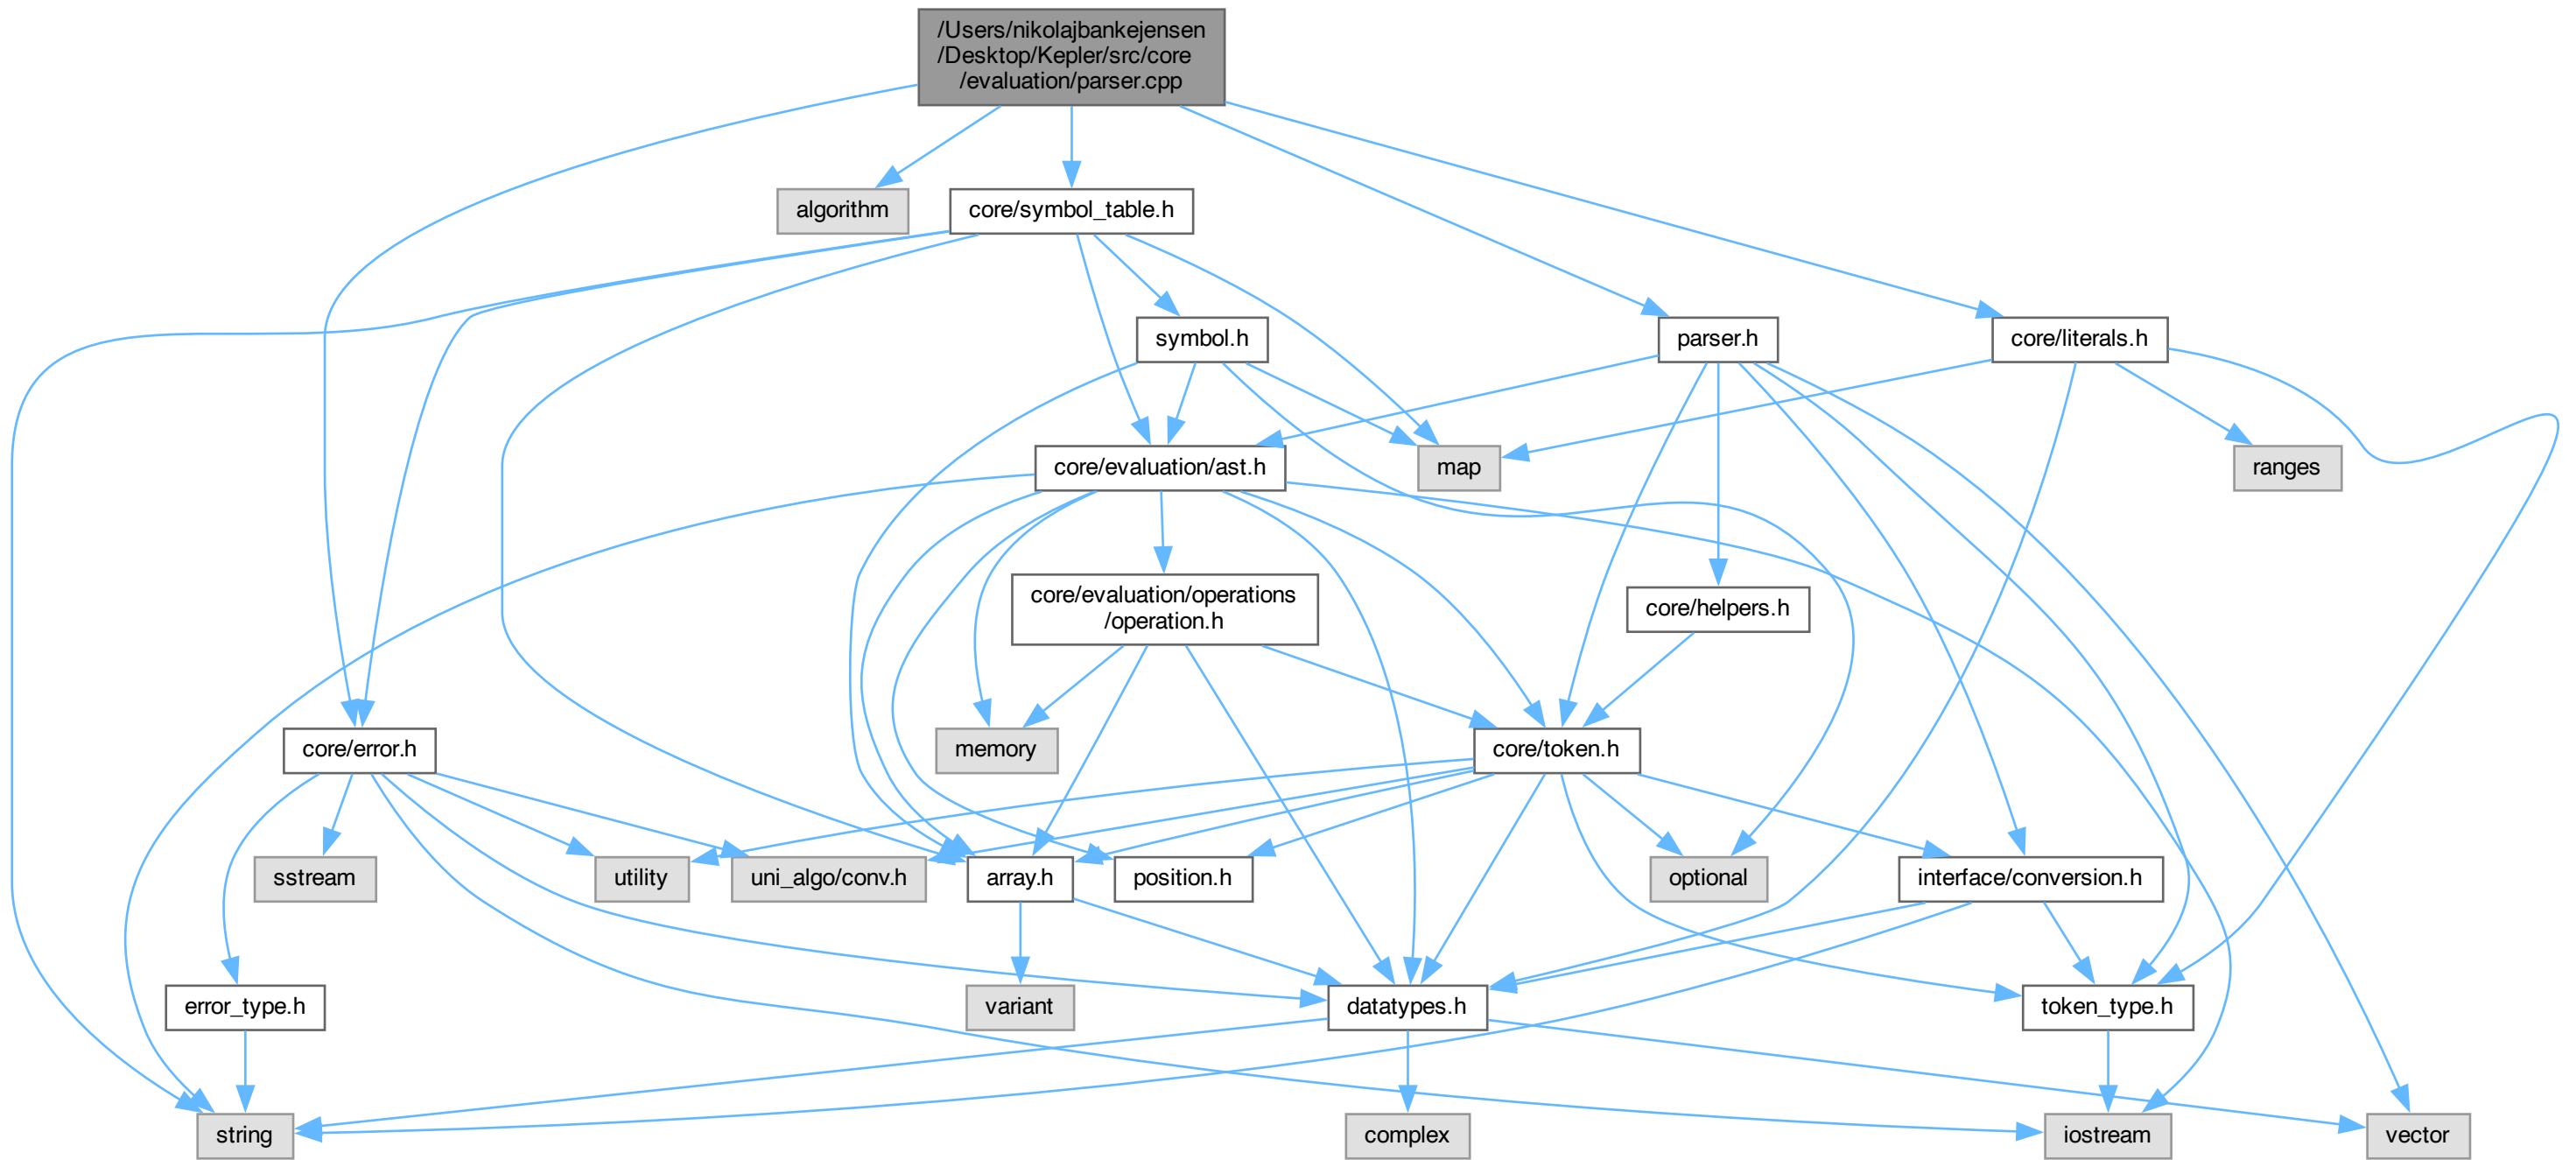 /Users/nikolajbankejensen
/Desktop/Kepler/src/core
/evaluation/parser.cpp
algorithm
core/symbol_table.h
symbol.h
parser.h
core/literals.h
core/evaluation/ast.h
map
ranges
core/evaluation/operations
/operation.h
core/helpers.h
core/error.h
memory
core/token.h
sstream
utility
uni_algo/conv.h
array.h
position.h
optional
interface/conversion.h
error_type.h
variant
datatypes.h
token_type.h
string
complex
iostream
vector